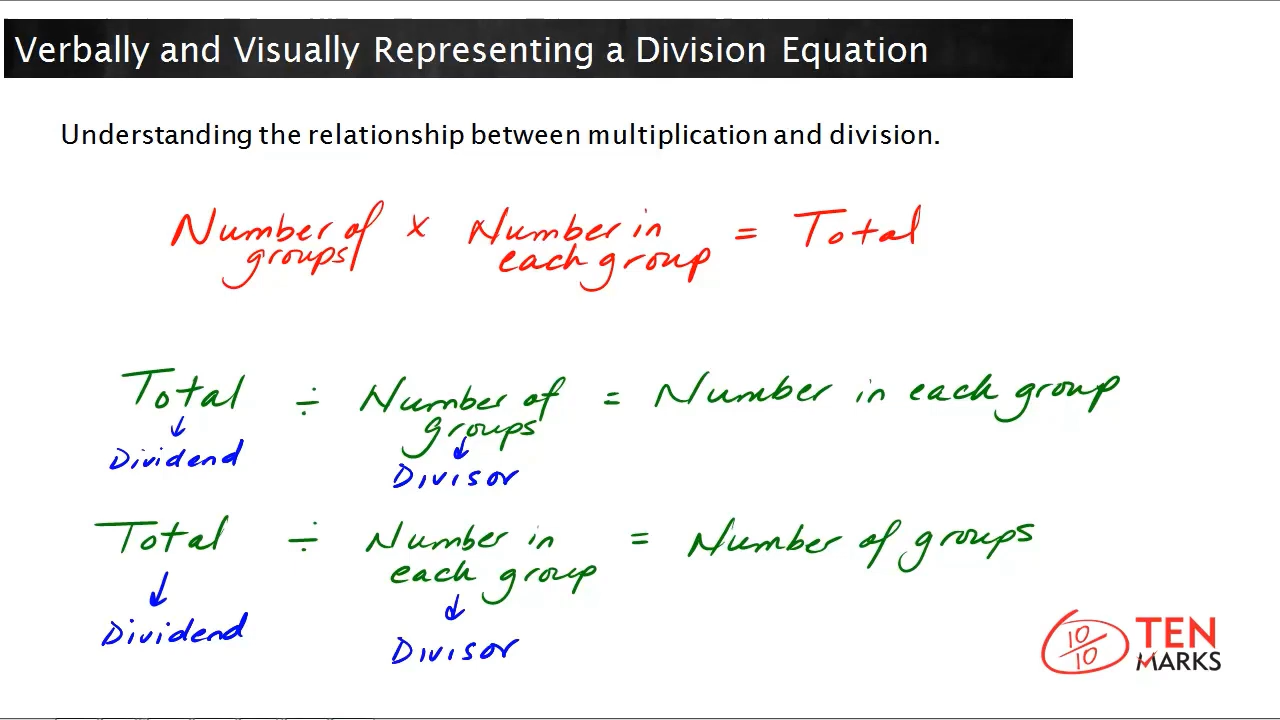 Verbally and Visually Representing a Division Equation
Understanding the relationship between multiplication and division.
Number of groups × Number in each group = Total
Total ÷ Number of groups = Number in each group
Dividend Divisor
Total ÷ Number in each group = Number of groups
Dividend Divisor
10/10 TEN MARKS